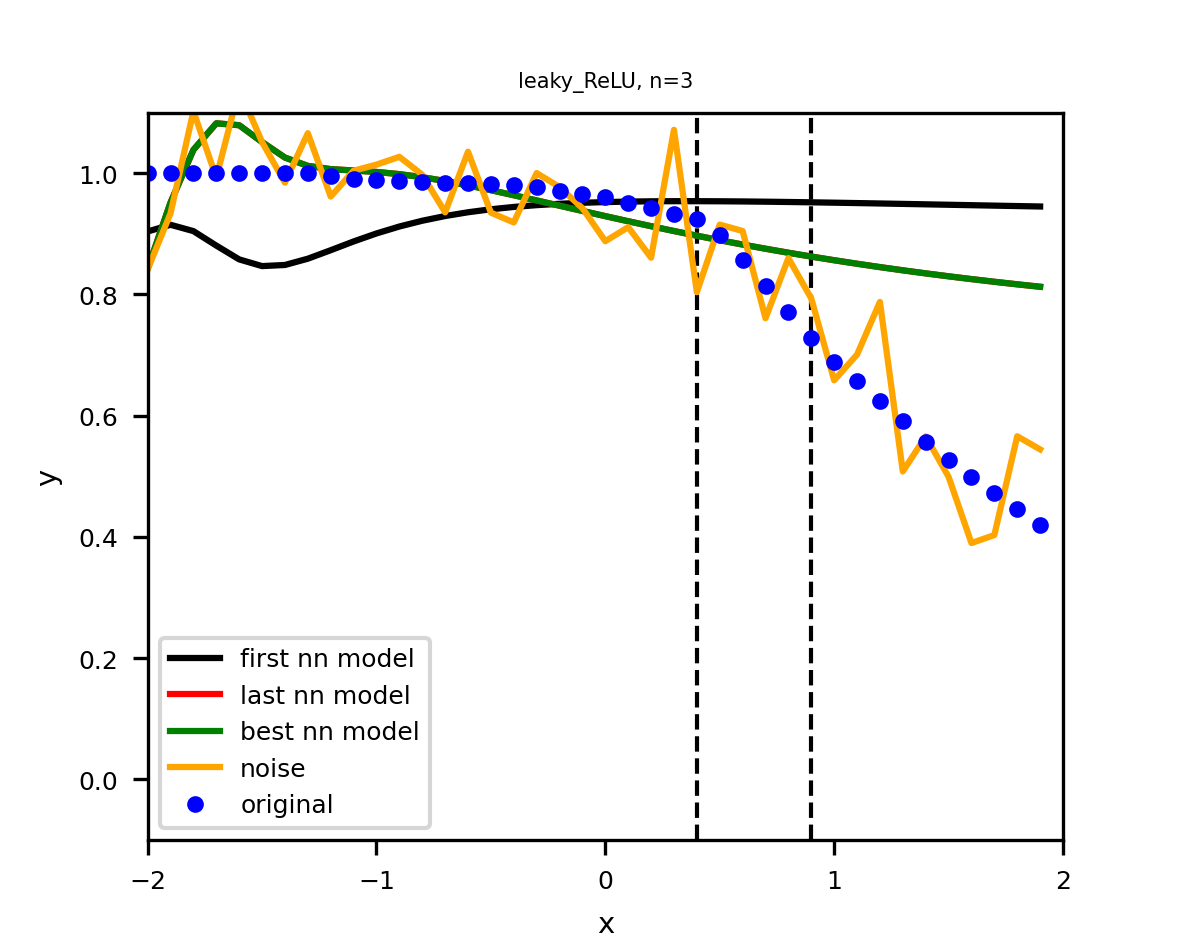 leaky_ReLU, n=3
1.0
0.8
0.6
0.4
0.2
0.0
y
first nn model
last nn model
best nn model
noise
original
−2
−1
0
1
2
x